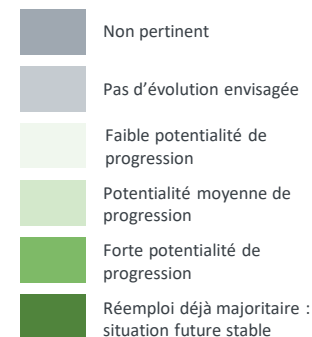 Non pertinent
Pas d’évolution envisagée
Faible potentialité de
progression
Potentialité moyenne de
progression
Forte potentialité de
progression
Réemploi déjà majoritaire :
situation future stable